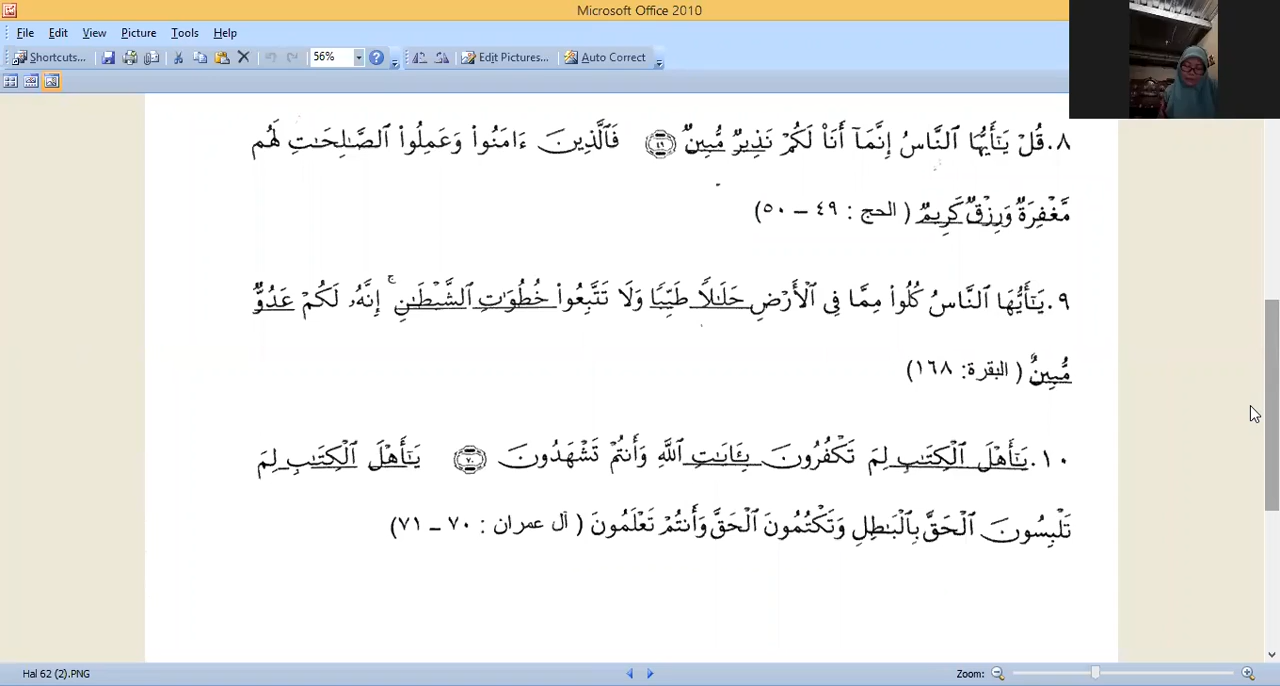 Microsoft Office 2010
File Edit View Picture Tools Help
Shortcuts... 56% Edit Pictures... Auto Correct
٨. قُلْ يَـٰٓأَيُّهَا ٱلنَّاسُ إِنَّمَآ أَنَا۠ لَكُمْ نَذِيرٌ مُّبِينٌ ٤٩ فَٱلَّذِينَ ءَامَنُوا۟ وَعَمِلُوا۟ ٱلصَّـٰلِحَـٰتِ لَهُم
مَّغْفِرَةٌ وَرِزْقٌ كَرِيمٌ ( الحج : ٤٩ – ٥٠)
٩. يَـٰٓأَيُّهَا ٱلنَّاسُ كُلُوا۟ مِمَّا فِى ٱلْأَرْضِ حَلَـٰلًا طَيِّبًا وَلَا تَتَّبِعُوا۟ خُطُوَٰتِ ٱلشَّيْطَـٰنِ ۚ إِنَّهُۥ لَكُمْ عَدُوٌّ
مُّبِينٌ ( البقرة: ١٦٨)
١٠. يَـٰٓأَهْلَ ٱلْكِتَـٰبِ لِمَ تَكْفُرُونَ بِـَٔايَـٰتِ ٱللَّهِ وَأَنتُمْ تَشْهَدُونَ ٧٠ يَـٰٓأَهْلَ ٱلْكِتَـٰبِ لِمَ
تَلْبِسُونَ ٱلْحَقَّ بِٱلْبَـٰطِلِ وَتَكْتُمُونَ ٱلْحَقَّ وَأَنتُمْ تَعْلَمُونَ ( آل عمران : ٧٠ – ٧١)
Hal 62 (2).PNG Zoom: